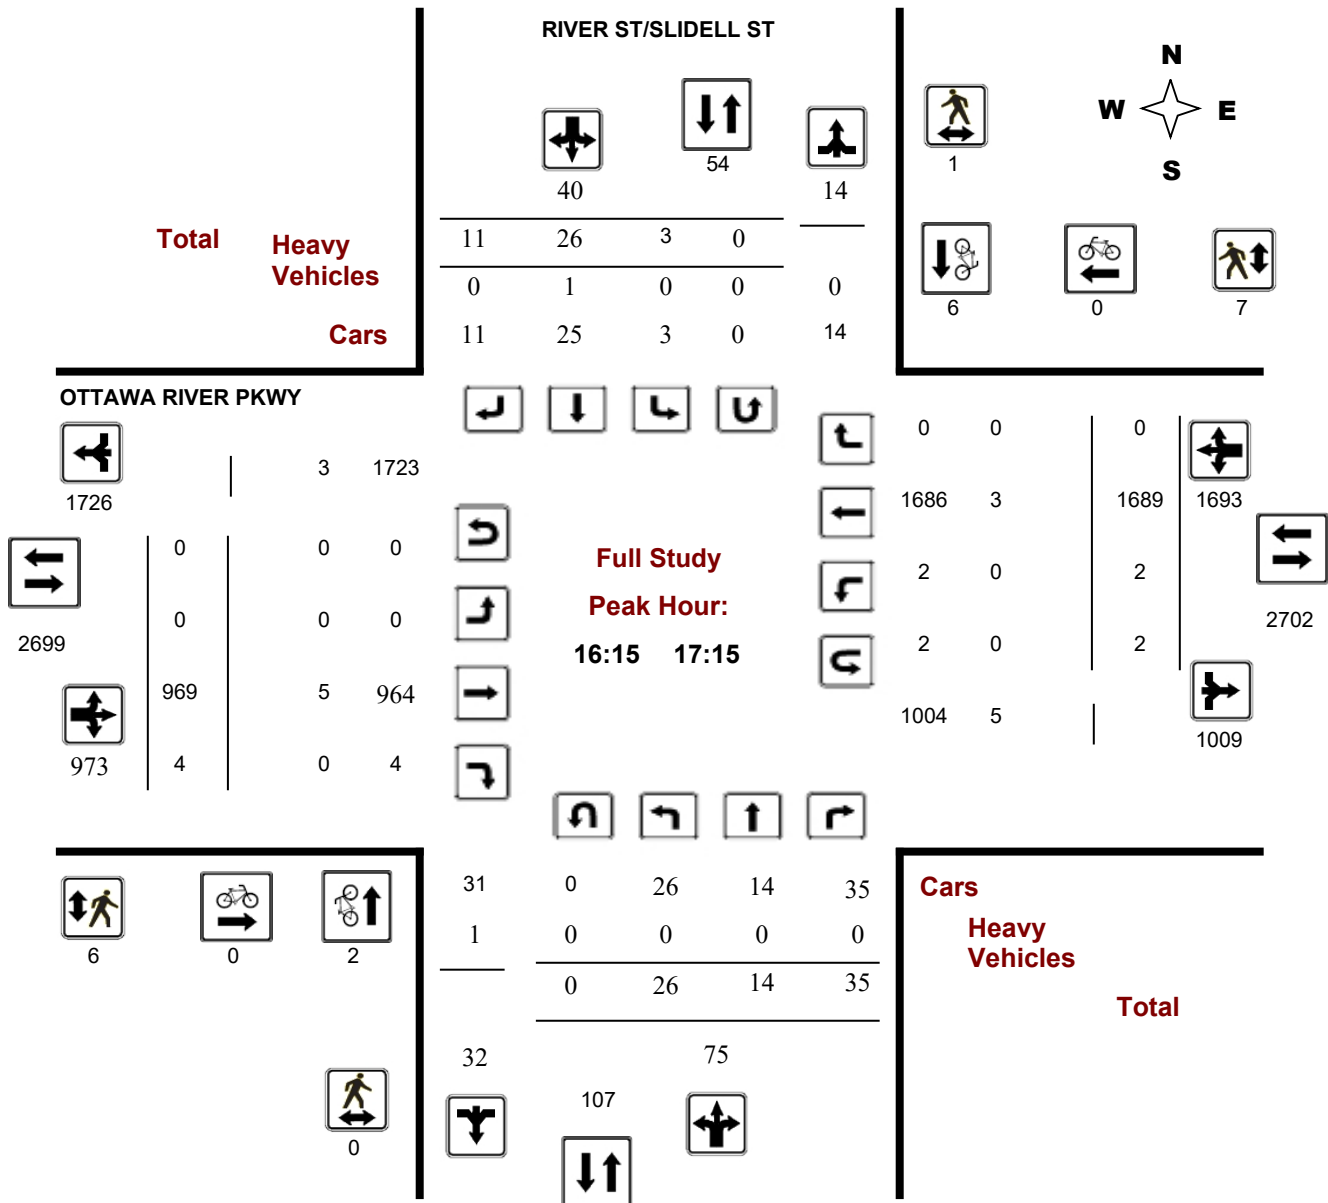 RIVER ST/SLIDELL ST
N
W E
S
54
1
40 14
Total Heavy
Vehicles
11 26 3 0
0 1 0 0 0
6 0 7
Cars 11 25 3 0 14
OTTAWA RIVER PKWY
0 0 0
3 1723
1726
1686 3 1689 1693
0 0 0
Full Study
2 0 2
0 0 0
Peak Hour:
2702
2699
16:15 17:15
2 0 2
969 5 964
1004 5
1009
973 4 0 4
31 0 26 14 35
Cars
1 0 0 0 0
Heavy
Vehicles
6 0 2
0 26 14 35
Total
32 75
107
0